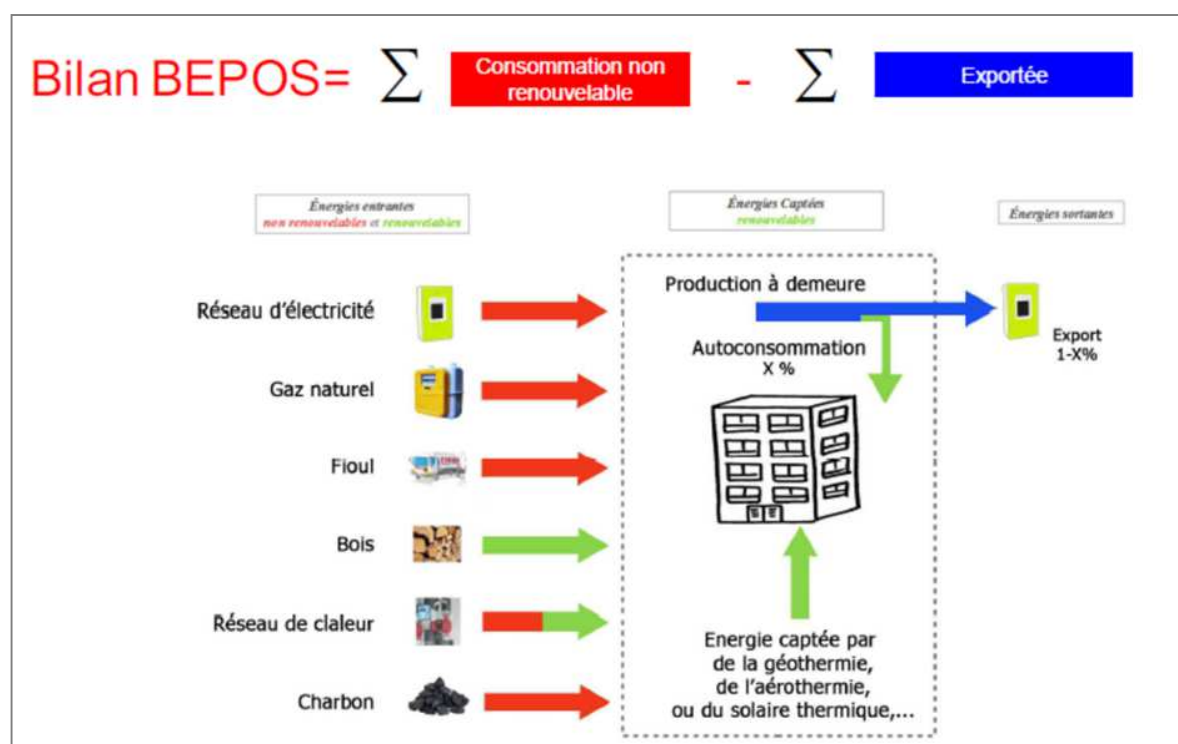 Bilan BEPOS= ∑ Consommation non renouvelable - ∑ Exportée
Énergies entrantes
non renouvelables et renouvelables
Énergies Captées
renouvelables
Énergies sortantes
Réseau d'électricité
Gaz naturel
Fioul
Bois
Réseau de claleur
Charbon
Production à demeure
Autoconsommation
X %
Export
1-X%
Energie captée par
de la géothermie,
de l'aérothermie,
ou du solaire thermique,...